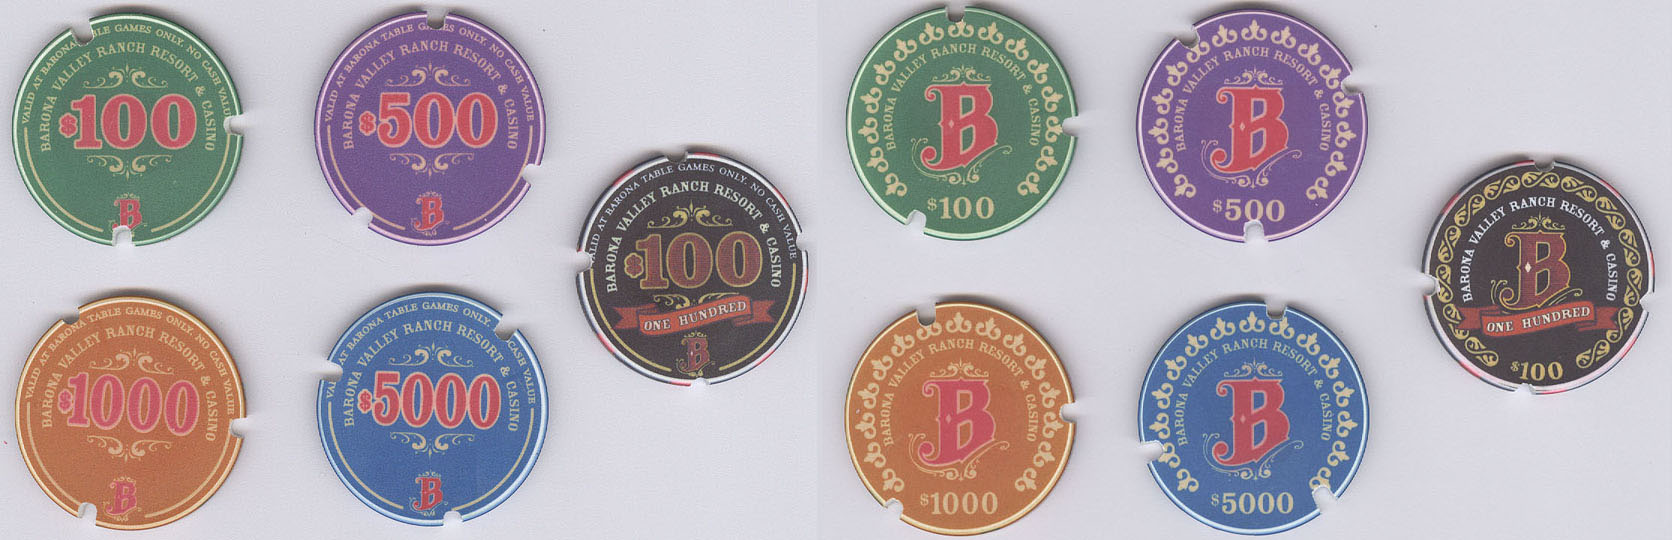 VALID AT BARONA TABLE GAMES ONLY. NO CASH VALUE
BARONA VALLEY RANCH RESORT & CASINO
$100
B
VALID AT BARONA TABLE GAMES ONLY. NO CASH VALUE
BARONA VALLEY RANCH RESORT & CASINO
$500
B
VALID AT BARONA TABLE GAMES ONLY. NO CASH VALUE
BARONA VALLEY RANCH RESORT & CASINO
$100
ONE HUNDRED
B
VALID AT BARONA TABLE GAMES ONLY. NO CASH VALUE
BARONA VALLEY RANCH RESORT & CASINO
$1000
B
VALID AT BARONA TABLE GAMES ONLY. NO CASH VALUE
BARONA VALLEY RANCH RESORT & CASINO
$5000
B
BARONA VALLEY RANCH RESORT & CASINO
B
$100
BARONA VALLEY RANCH RESORT & CASINO
B
$500
BARONA VALLEY RANCH RESORT & CASINO
B
ONE HUNDRED
$100
BARONA VALLEY RANCH RESORT & CASINO
B
$1000
BARONA VALLEY RANCH RESORT & CASINO
B
$5000